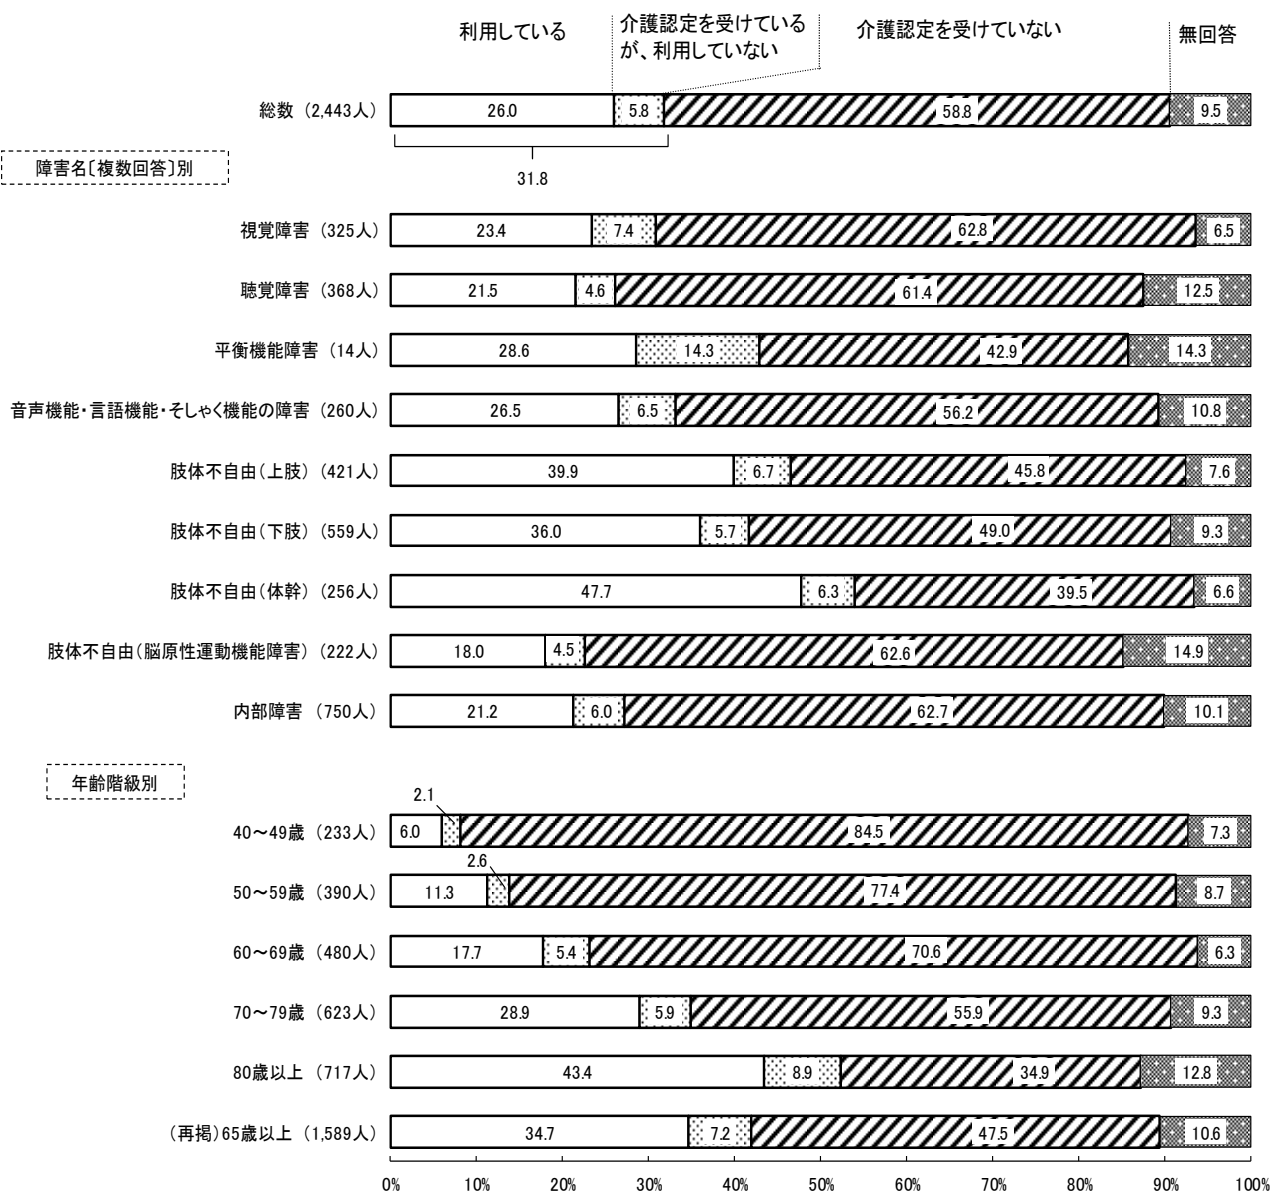 利用している
介護認定を受けている
が、利用していない
介護認定を受けていない
無回答
総数 (2,443人) 26.0 5.8 58.8 9.5
31.8
障害名〔複数回答〕別
視覚障害 (325人) 23.4 7.4 62.8 6.5
聴覚障害 (368人) 21.5 4.6 61.4 12.5
平衡機能障害 (14人) 28.6 14.3 42.9 14.3
音声機能・言語機能・そしゃく機能の障害 (260人) 26.5 6.5 56.2 10.8
肢体不自由(上肢) (421人) 39.9 6.7 45.8 7.6
肢体不自由(下肢) (559人) 36.0 5.7 49.0 9.3
肢体不自由(体幹) (256人) 47.7 6.3 39.5 6.6
肢体不自由(脳原性運動機能障害) (222人) 18.0 4.5 62.6 14.9
内部障害 (750人) 21.2 6.0 62.7 10.1
年齢階級別
40～49歳 (233人) 6.0 2.1 84.5 7.3
50～59歳 (390人) 11.3 2.6 77.4 8.7
60～69歳 (480人) 17.7 5.4 70.6 6.3
70～79歳 (623人) 28.9 5.9 55.9 9.3
80歳以上 (717人) 43.4 8.9 34.9 12.8
(再掲)65歳以上 (1,589人) 34.7 7.2 47.5 10.6
0% 10% 20% 30% 40% 50% 60% 70% 80% 90% 100%